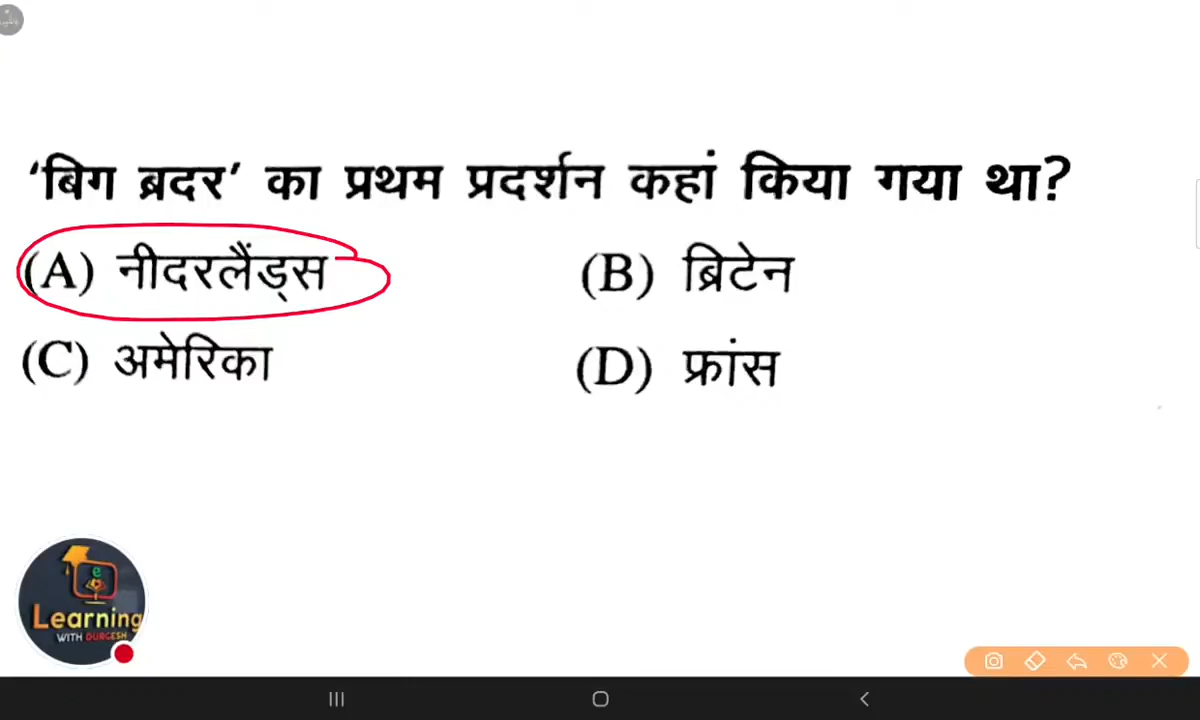 ‘बिग ब्रदर’ का प्रथम प्रदर्शन कहां किया गया था?
(A) नीदरलैंड्स (B) ब्रिटेन
(C) अमेरिका (D) फ्रांस
e
Learning
WITH DURGESH